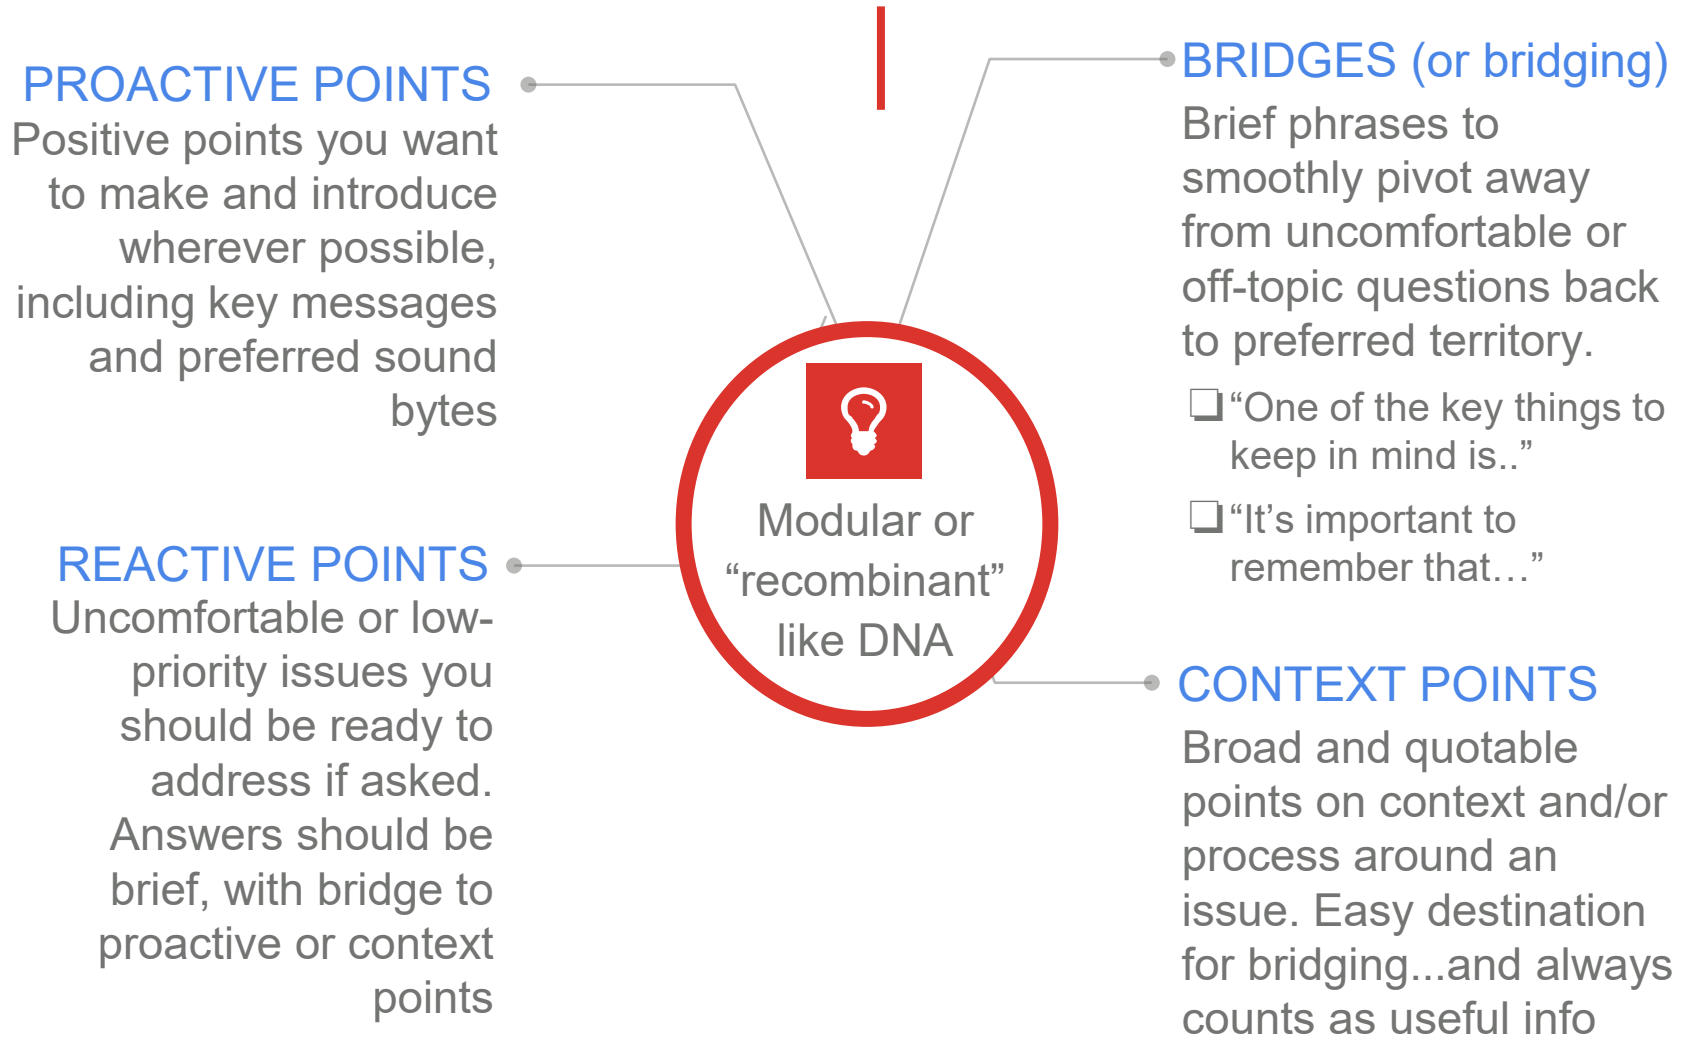 PROACTIVE POINTS
Positive points you want
to make and introduce
wherever possible,
including key messages
and preferred sound
bytes
REACTIVE POINTS
Uncomfortable or low-
priority issues you
should be ready to
address if asked.
Answers should be
brief, with bridge to
proactive or context
points
Modular or
“recombinant”
like DNA
BRIDGES (or bridging)
Brief phrases to
smoothly pivot away
from uncomfortable or
off-topic questions back
to preferred territory.
❏“One of the key things to
keep in mind is..”
❏“It’s important to
remember that…”
CONTEXT POINTS
Broad and quotable
points on context and/or
process around an
issue. Easy destination
for bridging...and always
counts as useful info